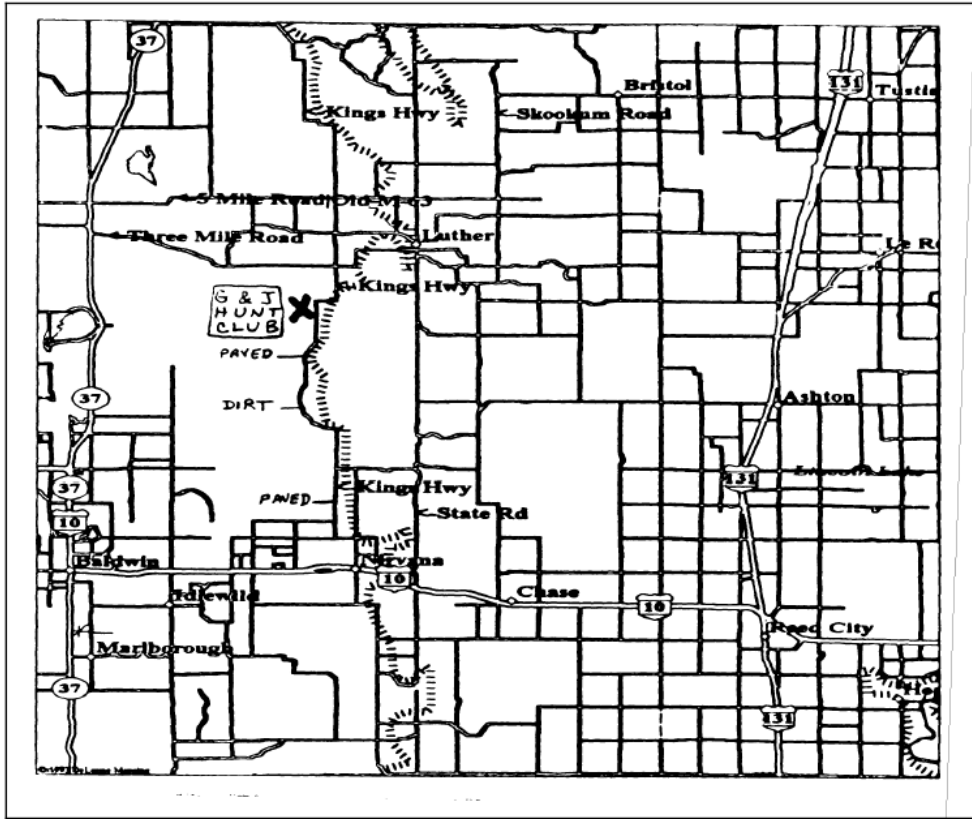 37
131
Bristol
Tustin
Kings Hwy
Skookum Road
5 Mile Road/Old M-63
Three Mile Road
Luther
Kings Hwy
G & J
HUNT
CLUB
PAVED
37
DIRT
Ashton
131
37
PAVED
Kings Hwy
10
State Rd
Baldwin
Nirvana
10
Idlewild
Chase
10
Reed City
Marlborough
37
131